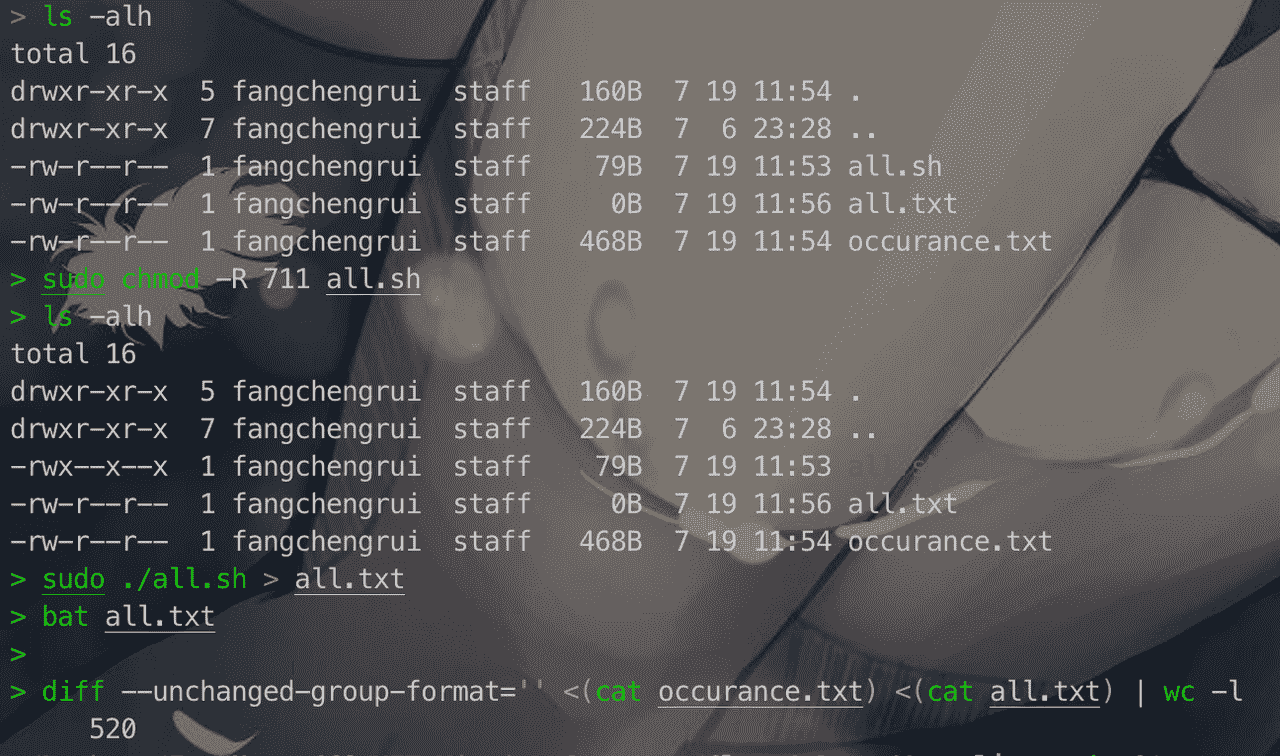 > ls -alh
total 16
drwxr-xr-x  5 fangchengrui  staff   160B  7 19 11:54 .
drwxr-xr-x  7 fangchengrui  staff   224B  7  6 23:28 ..
-rw-r--r--  1 fangchengrui  staff    79B  7 19 11:53 all.sh
-rw-r--r--  1 fangchengrui  staff     0B  7 19 11:56 all.txt
-rw-r--r--  1 fangchengrui  staff   468B  7 19 11:54 occurance.txt
> sudo chmod -R 711 all.sh
> ls -alh
total 16
drwxr-xr-x  5 fangchengrui  staff   160B  7 19 11:54 .
drwxr-xr-x  7 fangchengrui  staff   224B  7  6 23:28 ..
-rwx--x--x  1 fangchengrui  staff    79B  7 19 11:53 all.sh
-rw-r--r--  1 fangchengrui  staff     0B  7 19 11:56 all.txt
-rw-r--r--  1 fangchengrui  staff   468B  7 19 11:54 occurance.txt
> sudo ./all.sh > all.txt
> bat all.txt
>
> diff --unchanged-group-format='' <(cat occurance.txt) <(cat all.txt) | wc -l
     520